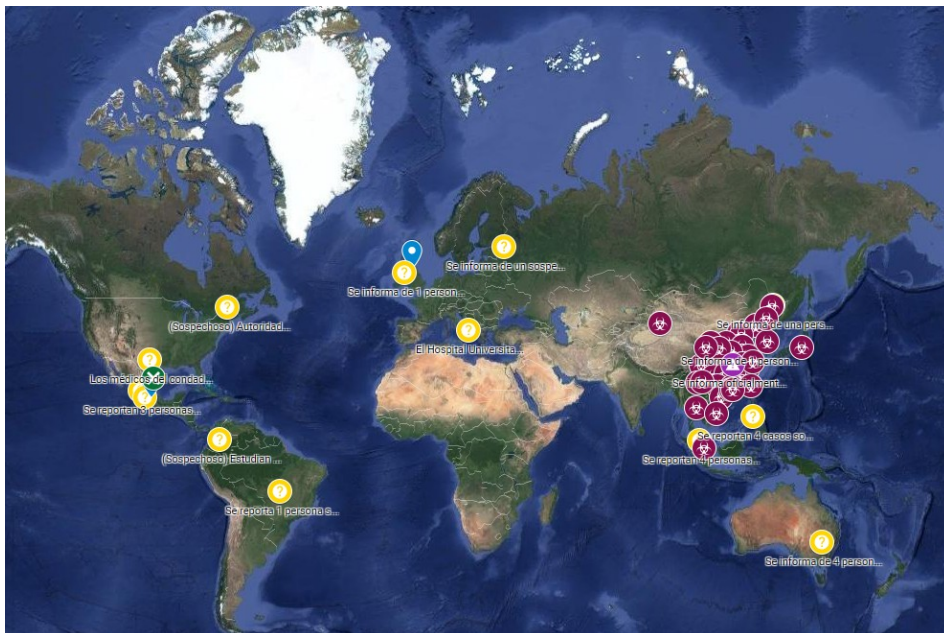 Se informa de un sospe...
Se informa de 1 person...
(Sospechoso) Autoridad...
Se informa de una pers...
El Hospital Universita...
Se informa de 1 person...
Los médicos del condad...
Se informa oficialment...
Se reportan 3 personas...
Se reportan 4 casos so...
(Sospechoso) Estudian ...
Se reportan 4 personas...
Se reporta 1 persona s...
Se informa de 4 person...